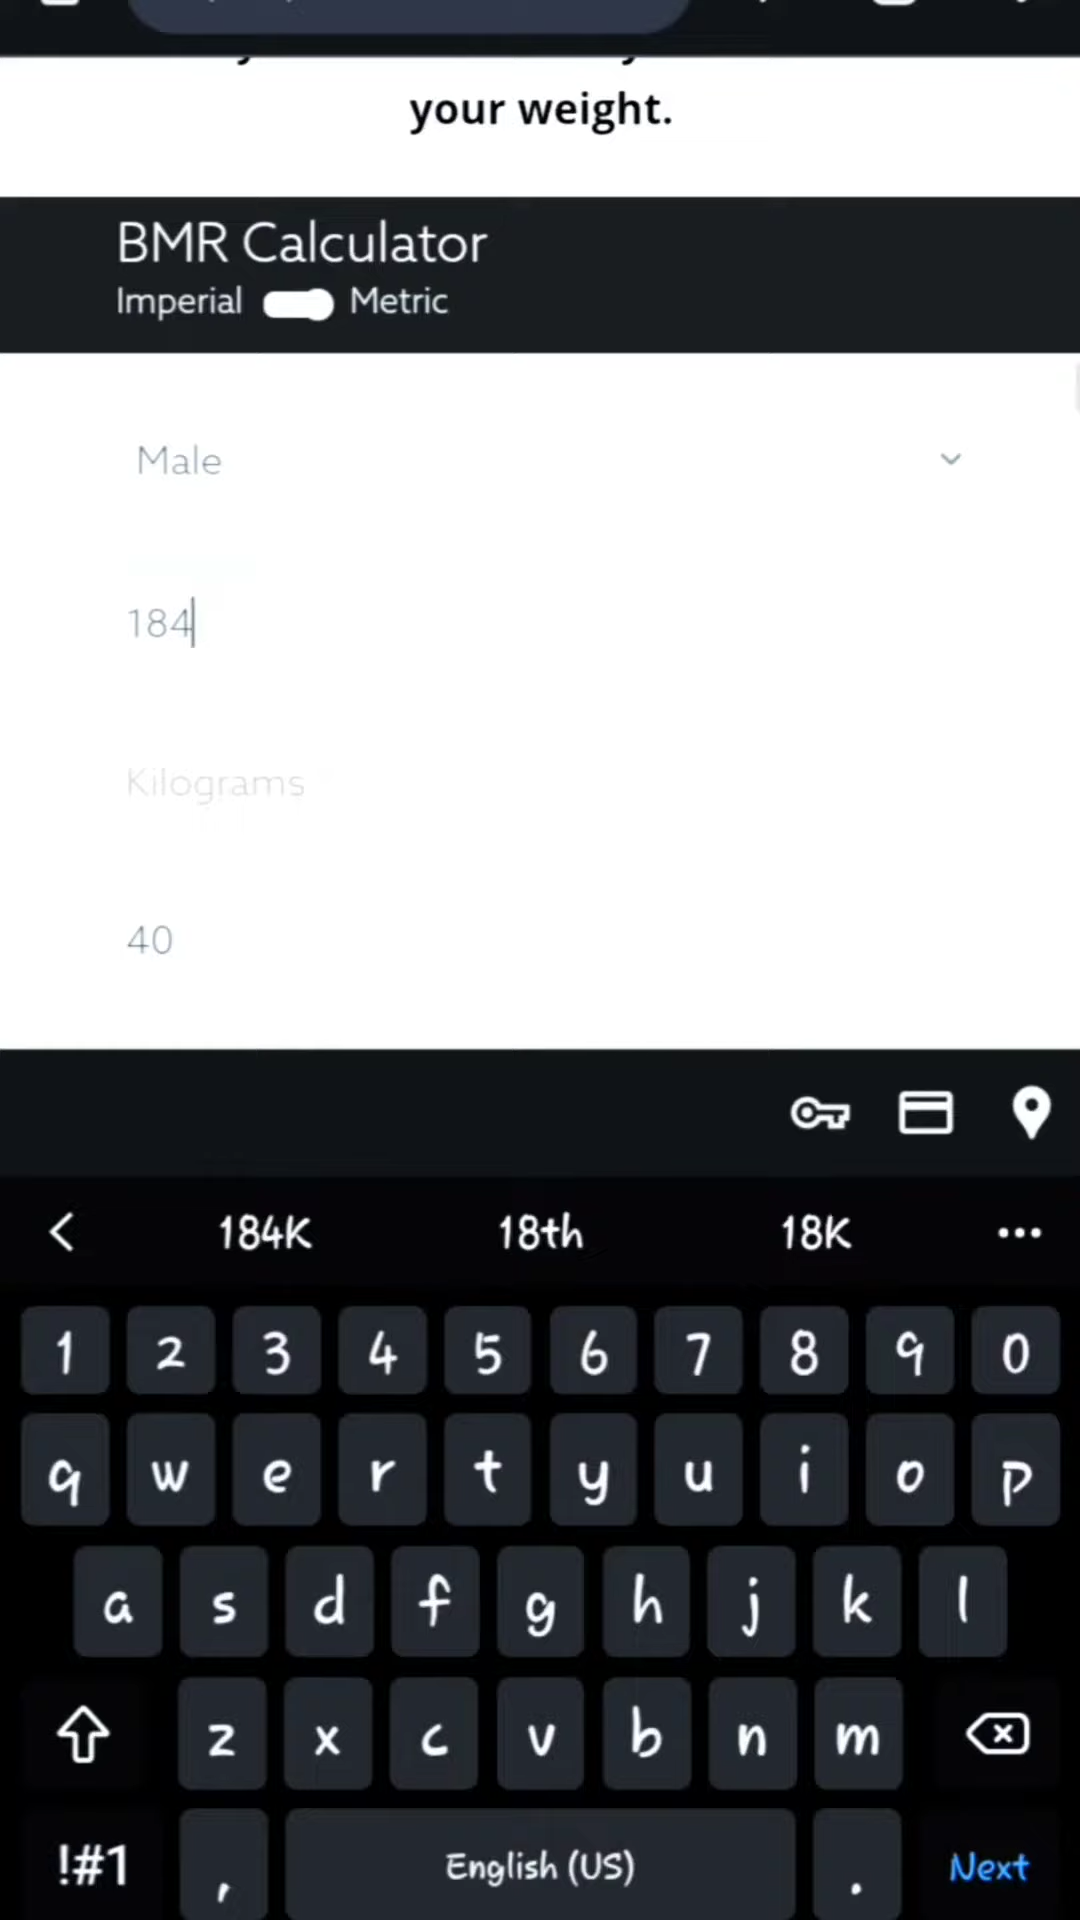 your weight.
BMR Calculator
Imperial Metric
Male
184
Kilograms
40
184K 18th 18K ...
1 2 3 4 5 6 7 8 9 0
q w e r t y u i o p
a s d f g h j k l
z x c v b n m
!#1 , English (US) . Next